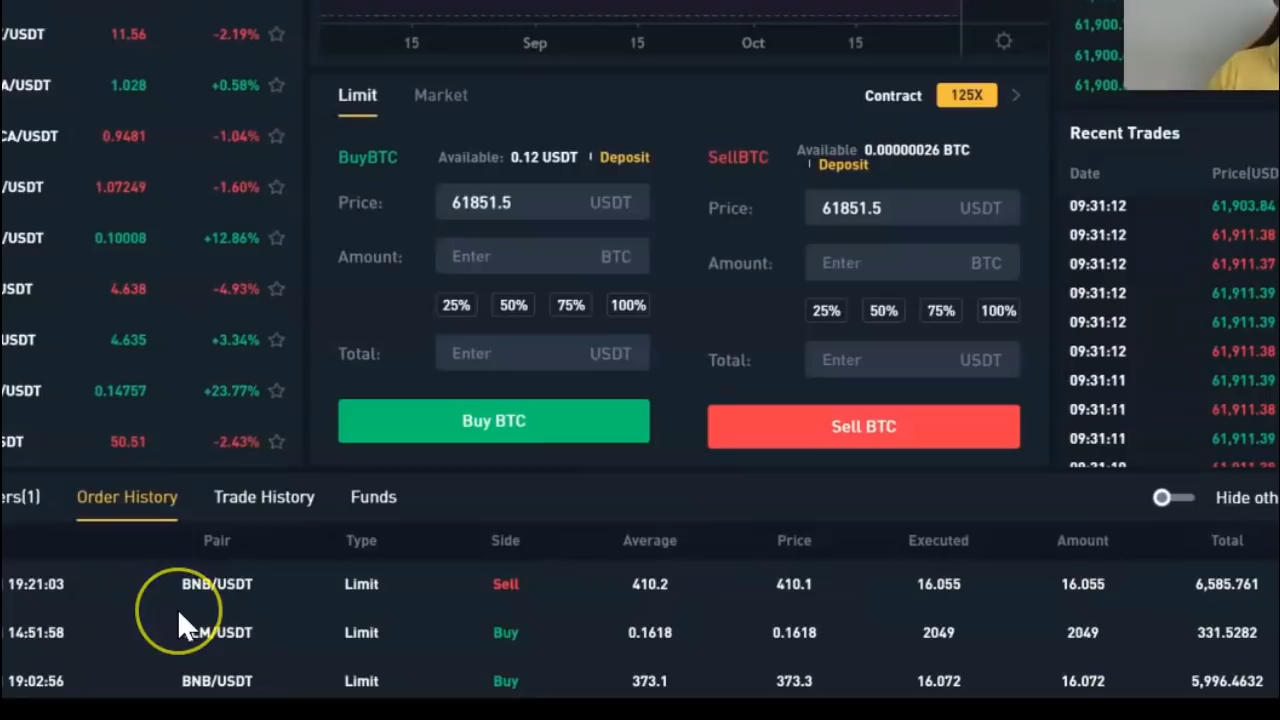 /USDT 11.56 -2.19%
A/USDT 1.028 +0.58%
CA/USDT 0.9481 -1.04%
/USDT 1.07249 -1.60%
/USDT 0.10008 +12.86%
JSDT 4.638 -4.93%
USDT 4.635 +3.34%
/USDT 0.14757 +23.77%
SDT 50.51 -2.43%
15 Sep 15 Oct 15
Limit Market Contract 125X
BuyBTC Available: 0.12 USDT Deposit
Price: 61851.5 USDT
Amount: Enter BTC
25% 50% 75% 100%
Total: Enter USDT
Buy BTC
SellBTC Available 0.00000026 BTC
Deposit
Price: 61851.5 USDT
Amount: Enter BTC
25% 50% 75% 100%
Total: Enter USDT
Sell BTC
61,900.
61,900.
61,900.
Recent Trades
Date Price(USD
09:31:12 61,903.84
09:31:12 61,911.38
09:31:12 61,911.37
09:31:12 61,911.39
09:31:12 61,911.39
09:31:12 61,911.38
09:31:11 61,911.39
09:31:11 61,911.38
09:31:11 61,911.39
ers(1) Order History Trade History Funds Hide oth
Pair Type Side Average Price Executed Amount Total
19:21:03 BNB/USDT Limit Sell 410.2 410.1 16.055 16.055 6,585.761
14:51:58 LM/USDT Limit Buy 0.1618 0.1618 2049 2049 331.5282
19:02:56 BNB/USDT Limit Buy 373.1 373.3 16.072 16.072 5,996.4632